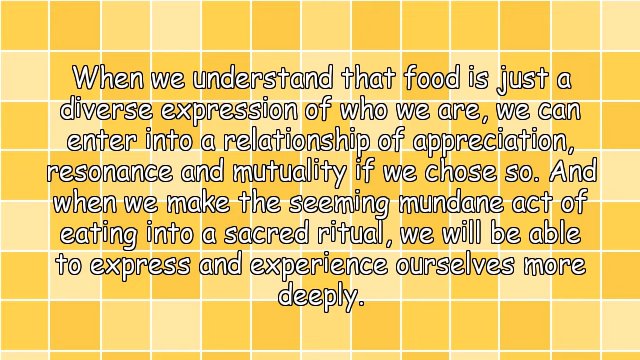 When we understand that food is just a
diverse expression of who we are, we can
enter into a relationship of appreciation,
resonance and mutuality if we chose so. And
when we make the seeming mundane act of
eating into a sacred ritual, we will be able
to express and experience ourselves more
deeply.